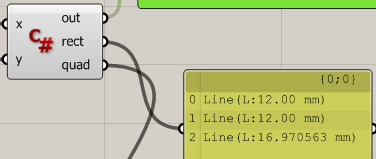 x
y
C#
out
rect
quad
{0;0}
0 Line(L:12.00 mm)
1 Line(L:12.00 mm)
2 Line(L:16.970563 mm)